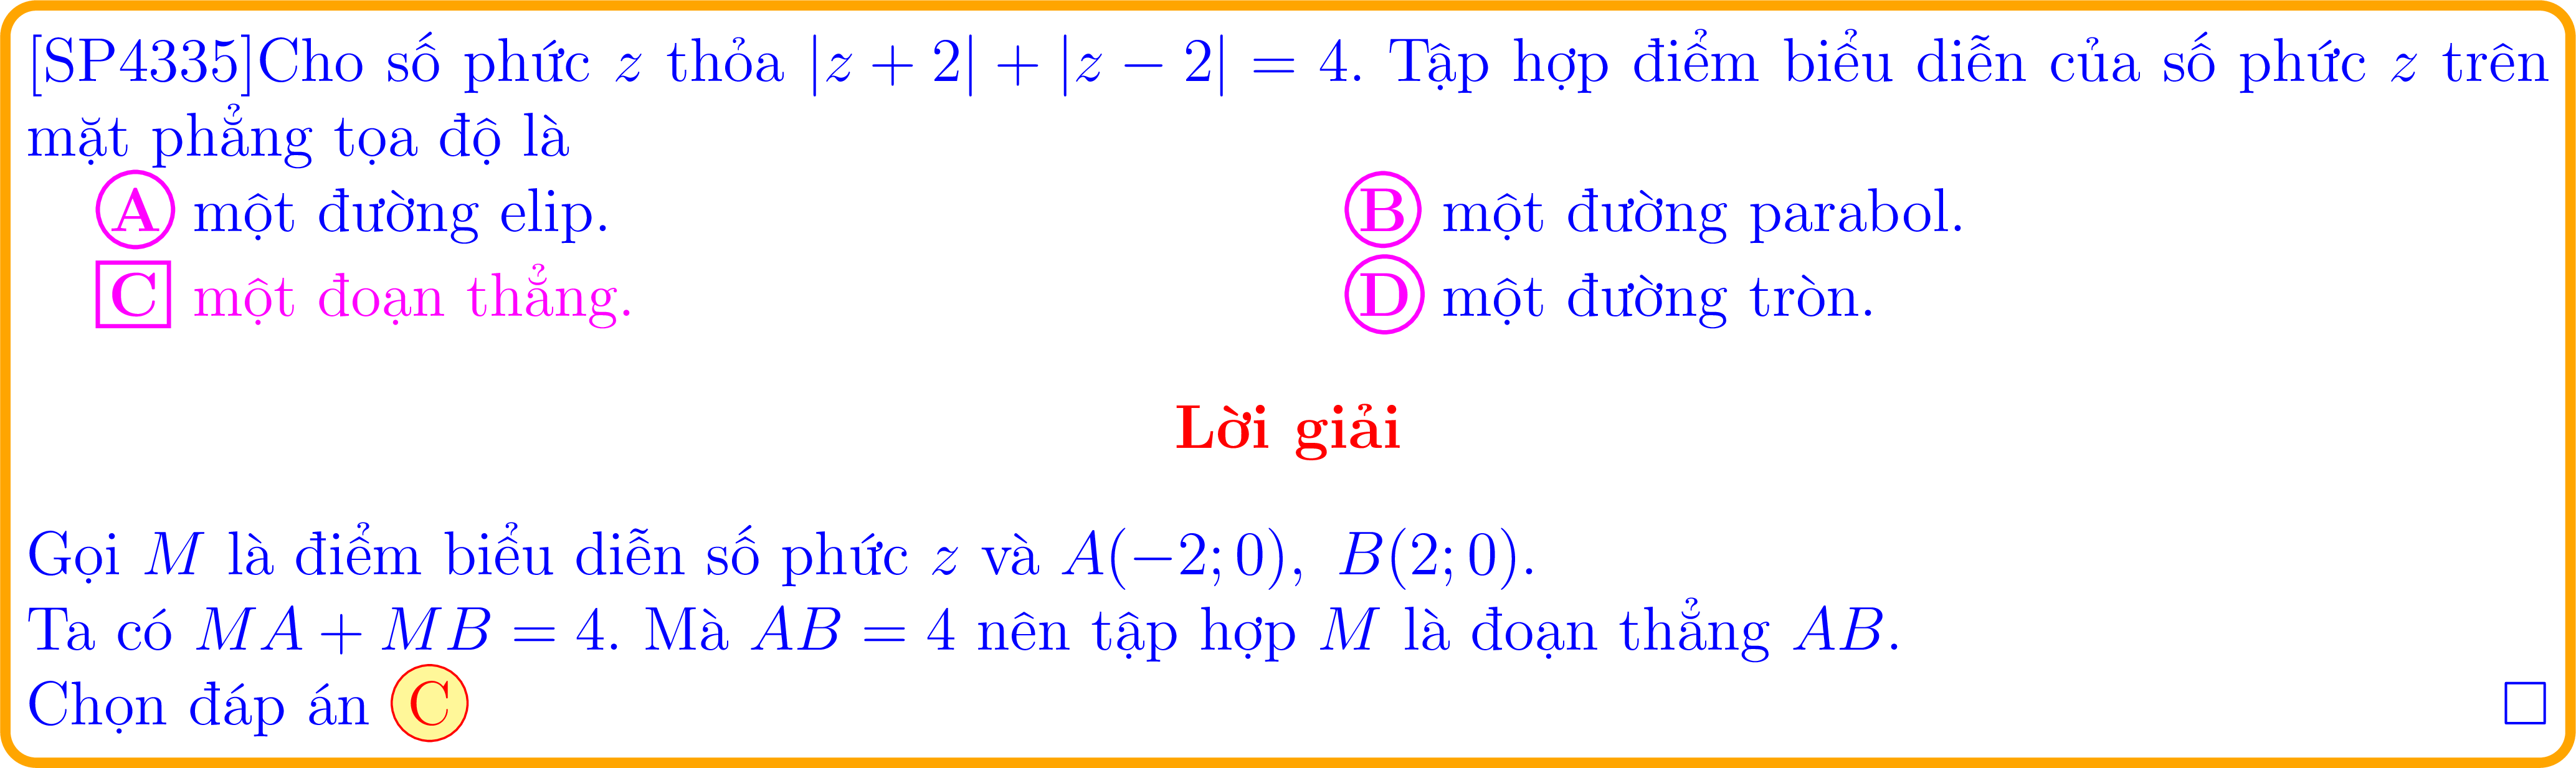 [SP4335]Cho số phức z thỏa |z + 2| + |z − 2| = 4. Tập hợp điểm biểu diễn của số phức z trên
mặt phẳng tọa độ là
A một đường elip. B một đường parabol.
C một đoạn thẳng. D một đường tròn.
Lời giải
Gọi M là điểm biểu diễn số phức z và A(−2; 0), B(2; 0).
Ta có MA + MB = 4. Mà AB = 4 nên tập hợp M là đoạn thẳng AB.
Chọn đáp án C □